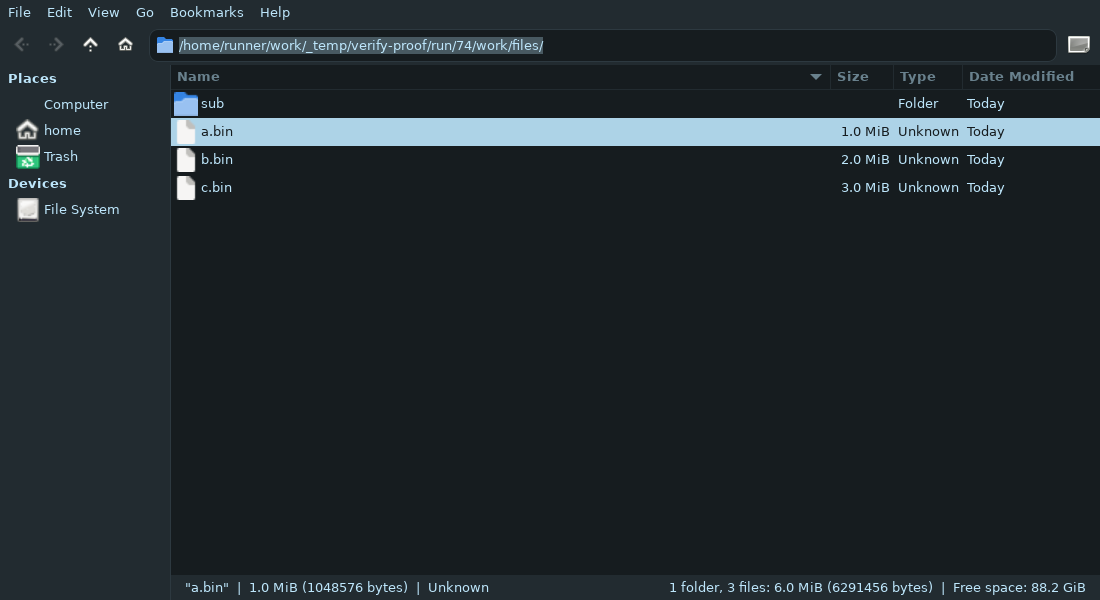 File Edit View Go Bookmarks Help
/home/runner/work/_temp/verify-proof/run/74/work/files/
Places
Computer
home
Trash
Devices
File System
Name Size Type Date Modified
sub Folder Today
a.bin 1.0 MiB Unknown Today
b.bin 2.0 MiB Unknown Today
c.bin 3.0 MiB Unknown Today
"a.bin" | 1.0 MiB (1048576 bytes) | Unknown 1 folder, 3 files: 6.0 MiB (6291456 bytes) | Free space: 88.2 GiB